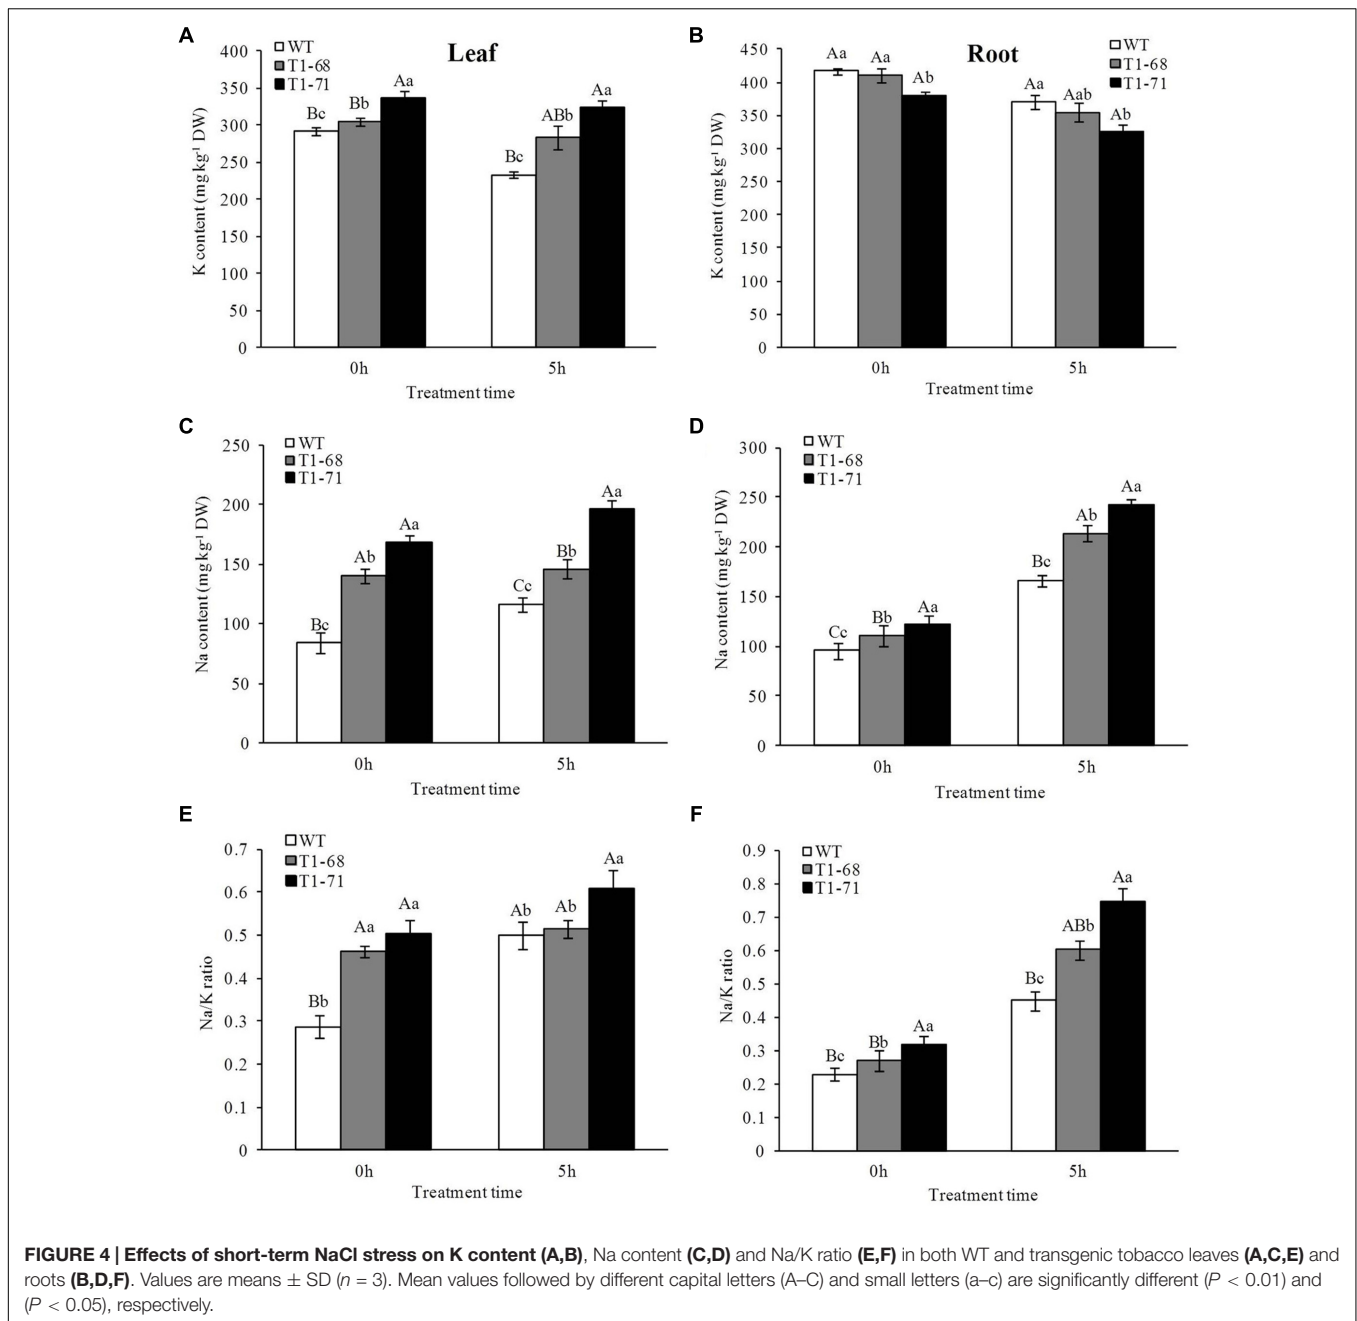 A
WT
T1-68
T1-71
Leaf
K content (mg kg-1 DW)
400
350
300
250
200
150
100
50
0
Bc
Bb
Aa
Bc
ABb
Aa
0h
5h
Treatment time
B
WT
T1-68
T1-71
Root
K content (mg kg-1 DW)
450
400
350
300
250
200
150
100
50
0
Aa
Aa
Ab
Aa
Aab
Ab
0h
5h
Treatment time
C
WT
T1-68
T1-71
Na content (mg kg-1 DW)
250
200
150
100
50
0
Bc
Ab
Aa
Cc
Bb
Aa
0h
5h
Treatment time
D
WT
T1-68
T1-71
Na content (mg kg-1 DW)
300
250
200
150
100
50
0
Cc
Bb
Aa
Bc
Ab
Aa
0h
5h
Treatment time
E
WT
T1-68
T1-71
Na/K ratio
0.7
0.6
0.5
0.4
0.3
0.2
0.1
0
Bb
Aa
Aa
Ab
Ab
Aa
0h
5h
Treatment time
F
WT
T1-68
T1-71
Na/K ratio
0.9
0.8
0.7
0.6
0.5
0.4
0.3
0.2
0.1
0
Bc
Bb
Aa
Bc
ABb
Aa
0h
5h
Treatment time
FIGURE 4 | Effects of short-term NaCl stress on K content (A,B), Na content (C,D) and Na/K ratio (E,F) in both WT and transgenic tobacco leaves (A,C,E) and
roots (B,D,F). Values are means ± SD (n = 3). Mean values followed by different capital letters (A–C) and small letters (a–c) are significantly different (P < 0.01) and
(P < 0.05), respectively.